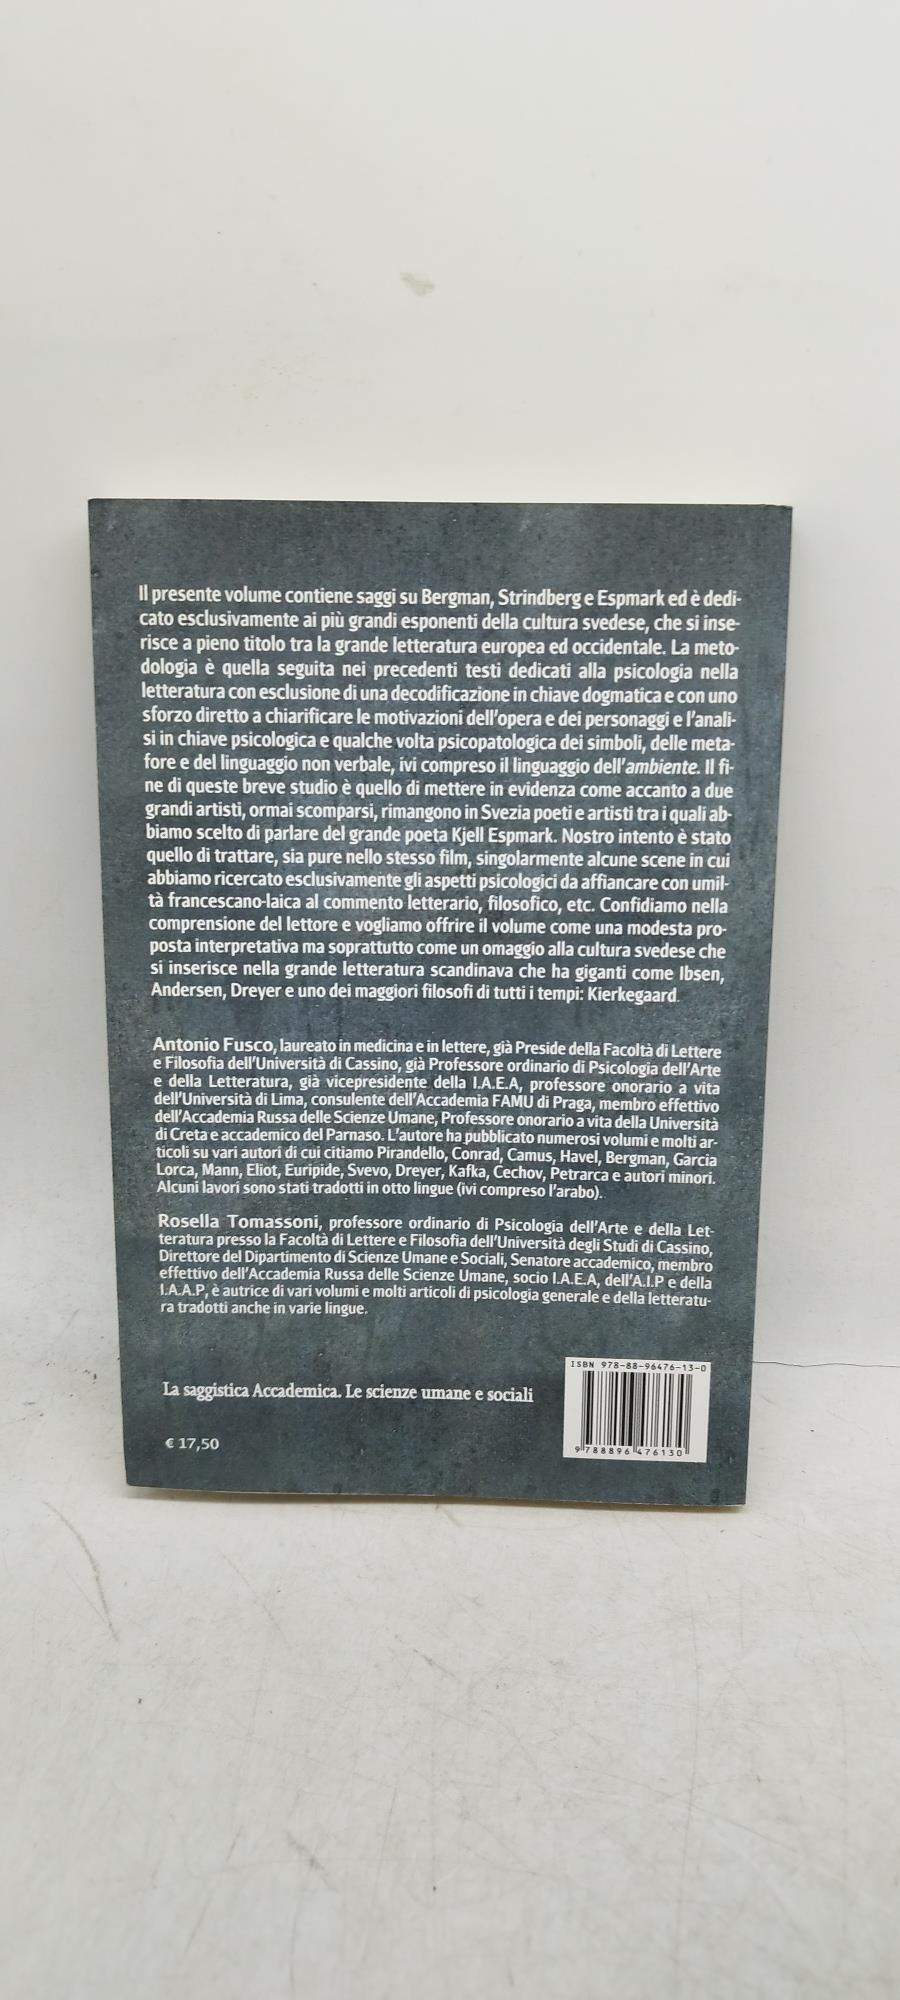 Il presente volume contiene saggi su Bergman, Strindberg e Espmark ed è dedi-
cato esclusivamente ai più grandi esponenti della cultura svedese, che si inse-
risce a pieno titolo tra la grande letteratura europea ed occidentale. La meto-
dologia è quella seguita nei precedenti testi dedicati alla psicologia nella
letteratura con esclusione di una decodificazione in chiave dogmatica e con uno
sforzo diretto a chiarificare le motivazioni dell'opera e dei personaggi e l'anali-
si in chiave psicologica e qualche volta psicopatologica dei simboli, delle meta-
fore e del linguaggio non verbale, ivi compreso il linguaggio dell'ambiente. Il fi-
ne di queste breve studio è quello di mettere in evidenza come accanto a due
grandi artisti, ormai scomparsi, rimangono in Svezia poeti e artisti tra i quali ab-
biamo scelto di parlare del grande poeta Kjell Espmark. Nostro intento è stato
quello di trattare, sia pure nello stesso film, singolarmente alcune scene in cui
abbiamo ricercato esclusivamente gli aspetti psicologici da affiancare con umil-
tà francescano-laica al commento letterario, filosofico, etc. Confidiamo nella
comprensione del lettore e vogliamo offrire il volume come una modesta pro-
posta interpretativa ma soprattutto come un omaggio alla cultura svedese che
si inserisce nella grande letteratura scandinava che ha giganti come Ibsen,
Andersen, Dreyer e uno dei maggiori filosofi di tutti i tempi: Kierkegaard.
Antonio Fusco, laureato in medicina e in lettere, già Preside della Facoltà di Lettere
e Filosofia dell'Università di Cassino, già Professore ordinario di Psicologia dell'Arte
e della Letteratura, già vicepresidente della I.A.E.A, professore onorario a vita
dell'Università di Lima, consulente dell'Accademia FAMU di Praga, membro effettivo
dell'Accademia Russa delle Scienze Umane, Professore onorario a vita della Università
di Creta e accademico del Parnaso. L'autore ha pubblicato numerosi volumi e molti ar-
ticoli su vari autori di cui citiamo Pirandello, Conrad, Camus, Havel, Bergman, Garcia
Lorca, Mann, Eliot, Euripide, Svevo, Dreyer, Kafka, Cechov, Petrarca e autori minori.
Alcuni lavori sono stati tradotti in otto lingue (ivi compreso l'arabo).
Rosella Tomassoni, professore ordinario di Psicologia dell'Arte e della Let-
teratura presso la Facoltà di Lettere e Filosofia dell'Università degli Studi di Cassino,
Direttore del Dipartimento di Scienze Umane e Sociali, Senatore accademico, membro
effettivo dell'Accademia Russa delle Scienze Umane, socio I.A.E.A, dell'A.I.P e della
I.A.A.P, è autrice di vari volumi e molti articoli di psicologia generale e della letteratu-
ra tradotti anche in varie lingue.
ISBN 978-88-96476-13-0
La saggistica Accademica. Le scienze umane e sociali
9 788896 476130
€ 17,50